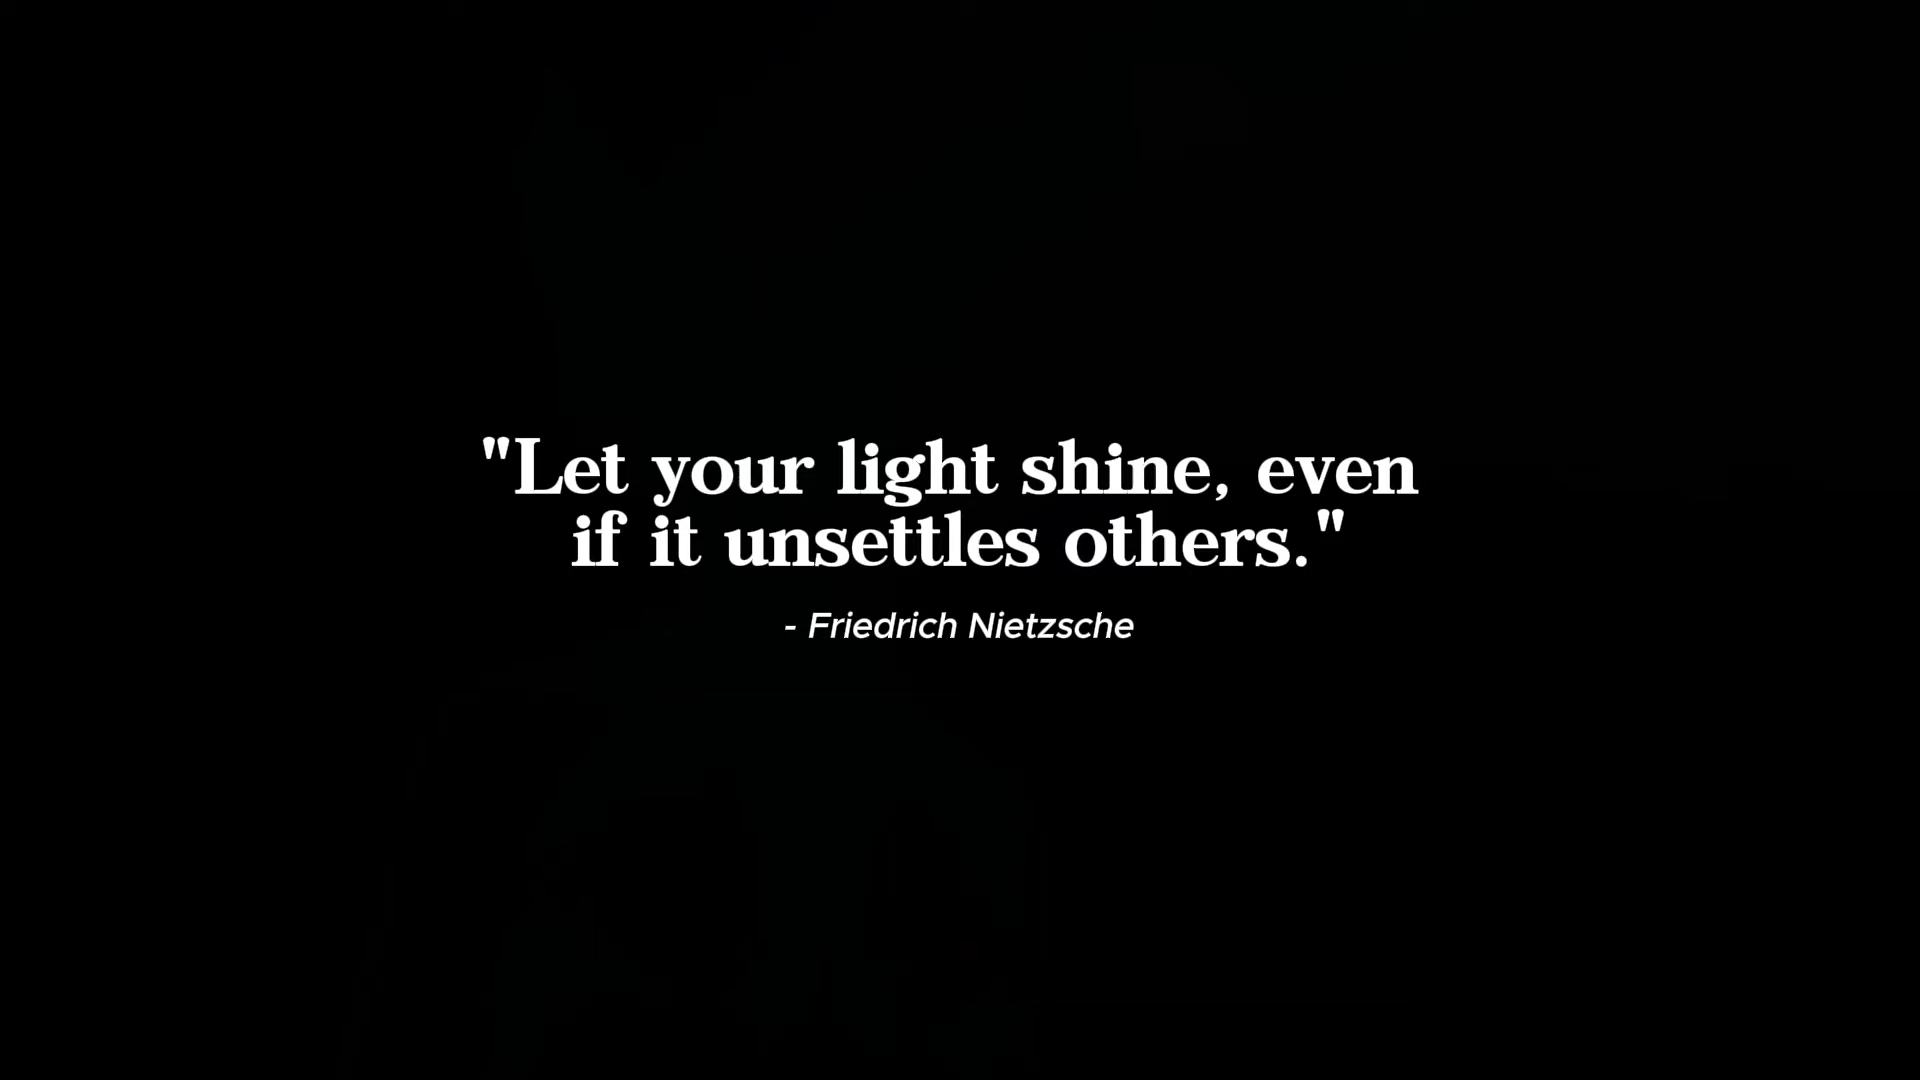 "Let your light shine, even
if it unsettles others."
- Friedrich Nietzsche